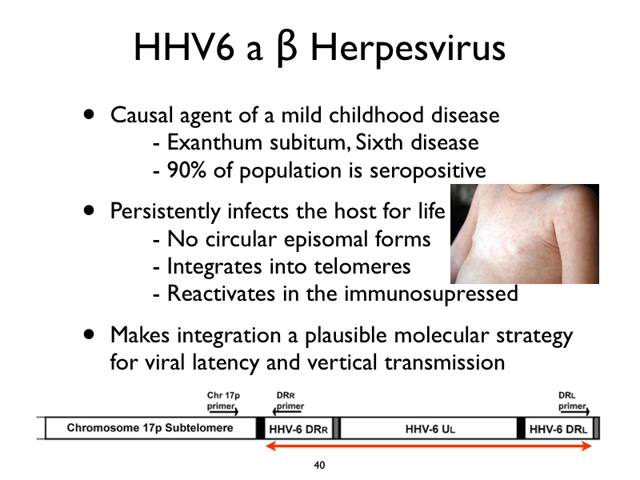 HHV6 a β Herpesvirus
• Causal agent of a mild childhood disease
- Exanthum subitum, Sixth disease
- 90% of population is seropositive
• Persistently infects the host for life
- No circular episomal forms
- Integrates into telomeres
- Reactivates in the immunosupressed
• Makes integration a plausible molecular strategy
for viral latency and vertical transmission
Chr 17p
primer
DRR
primer
DRL
primer
Chromosome 17p Subtelomere
HHV-6 DRR
HHV-6 UL
HHV-6 DRL
40